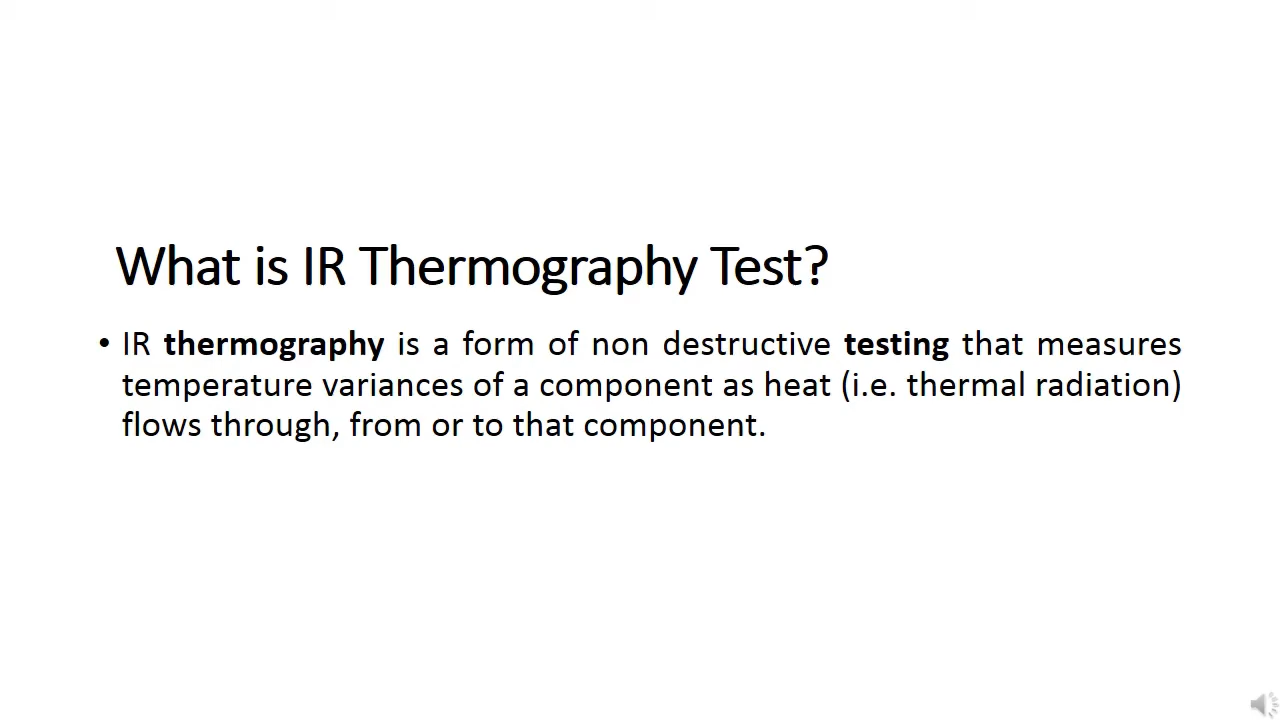 What is IR Thermography Test?
• IR thermography is a form of non destructive testing that measures
temperature variances of a component as heat (i.e. thermal radiation)
flows through, from or to that component.